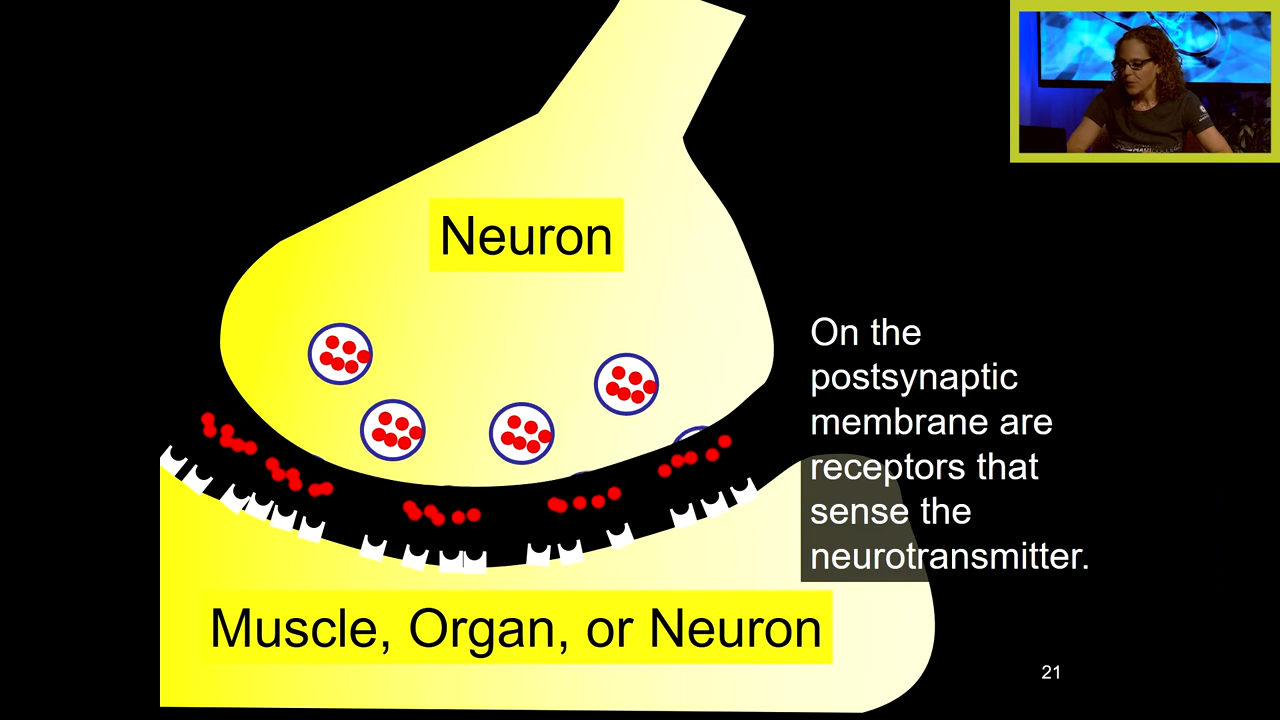 Neuron
On the
postsynaptic
membrane are
receptors that
sense the
neurotransmitter.
Muscle, Organ, or Neuron
21